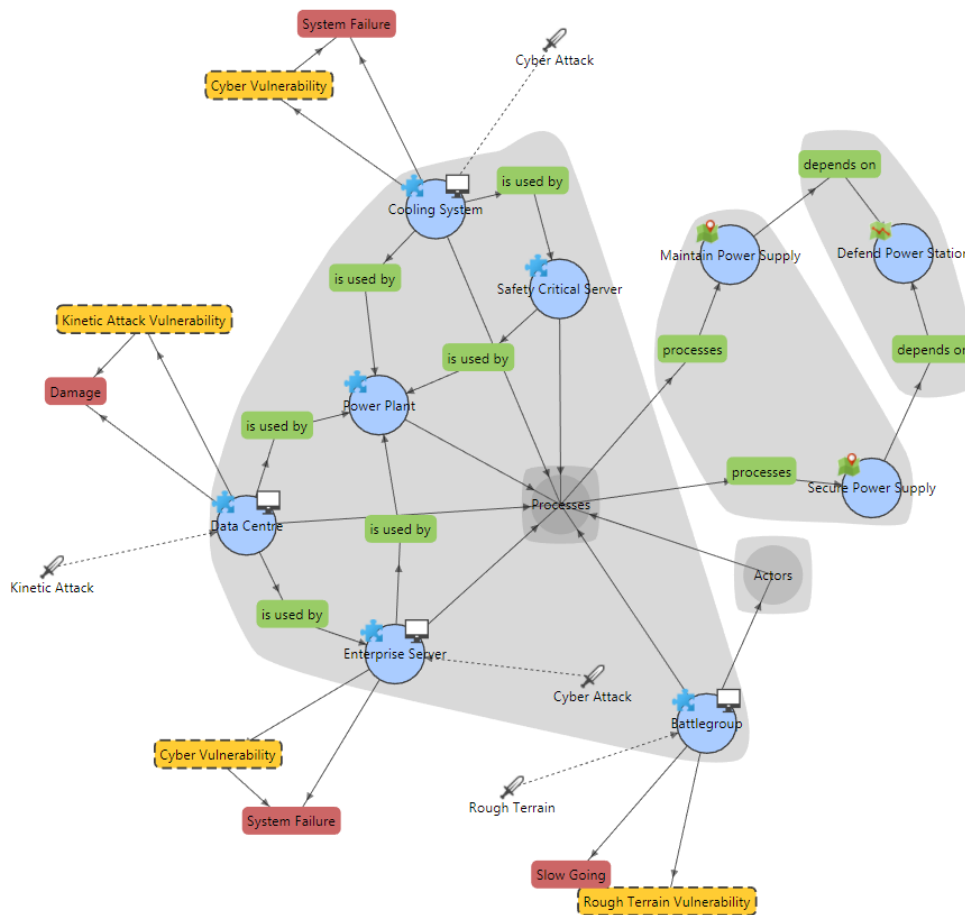 System Failure
Cyber Attack
Cyber Vulnerability
depends on
is used by
Cooling System
Maintain Power Supply
Defend Power Station
is used by
Safety Critical Server
Kinetic Attack Vulnerability
processes
depends on
is used by
Damage
Power Plant
is used by
processes
Secure Power Supply
Processes
Data Centre
is used by
Actors
Kinetic Attack
is used by
Enterprise Server
Cyber Attack
Battlegroup
Cyber Vulnerability
Rough Terrain
System Failure
Slow Going
Rough Terrain Vulnerability